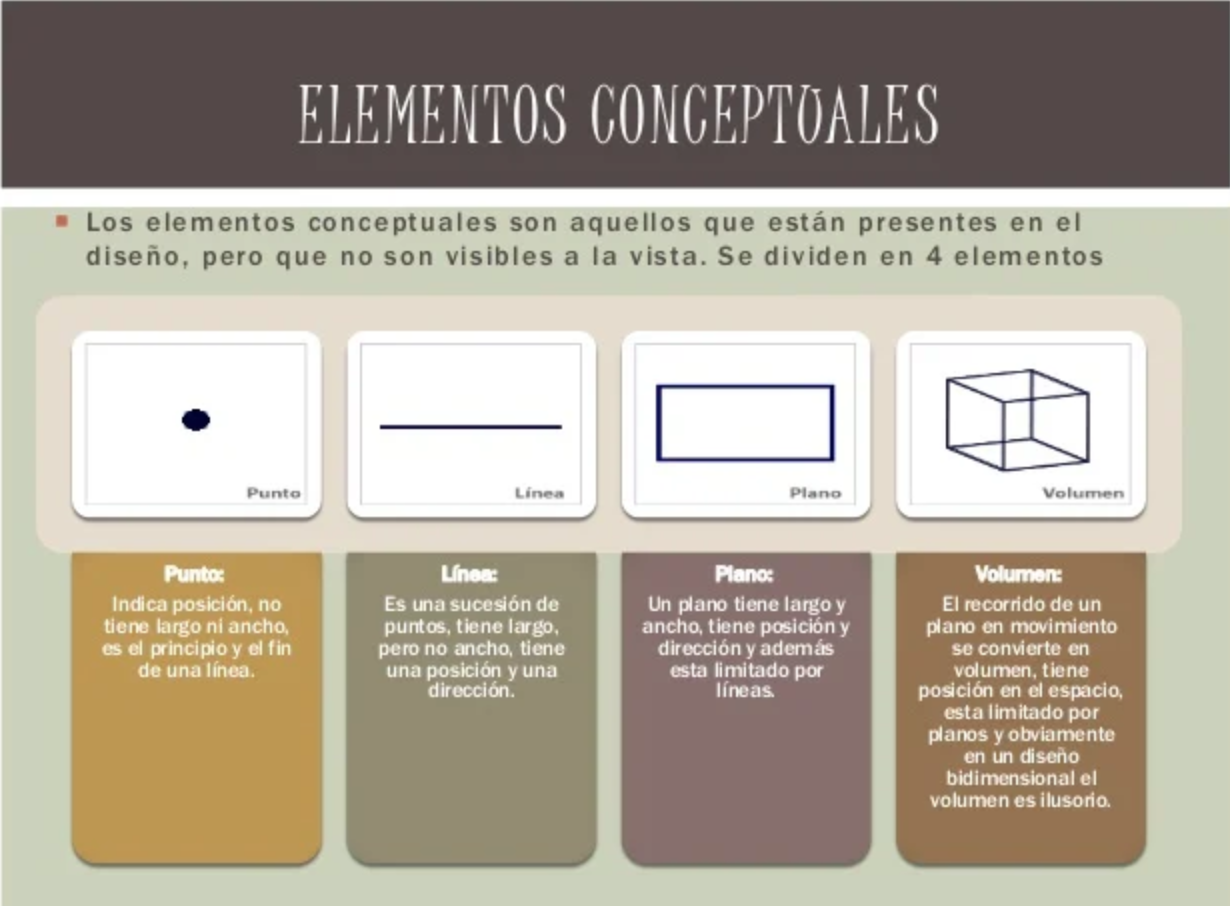 ELEMENTOS CONCEPTUALES
Los elementos conceptuales son aquellos que están presentes en el
diseño, pero que no son visibles a la vista. Se dividen en 4 elementos
Punto
Línea
Plano
Volumen
Punto:
Indica posición, no
tiene largo ni ancho,
es el principio y el fin
de una línea.
Línea:
Es una sucesión de
puntos, tiene largo,
pero no ancho, tiene
una posición y una
dirección.
Plano:
Un plano tiene largo y
ancho, tiene posición y
dirección y además
esta limitado por
líneas.
Volumen:
El recorrido de un
plano en movimiento
se convierte en
volumen, tiene
posición en el espacio,
esta limitado por
planos y obviamente
en un diseño
bidimensional el
volumen es ilusorio.